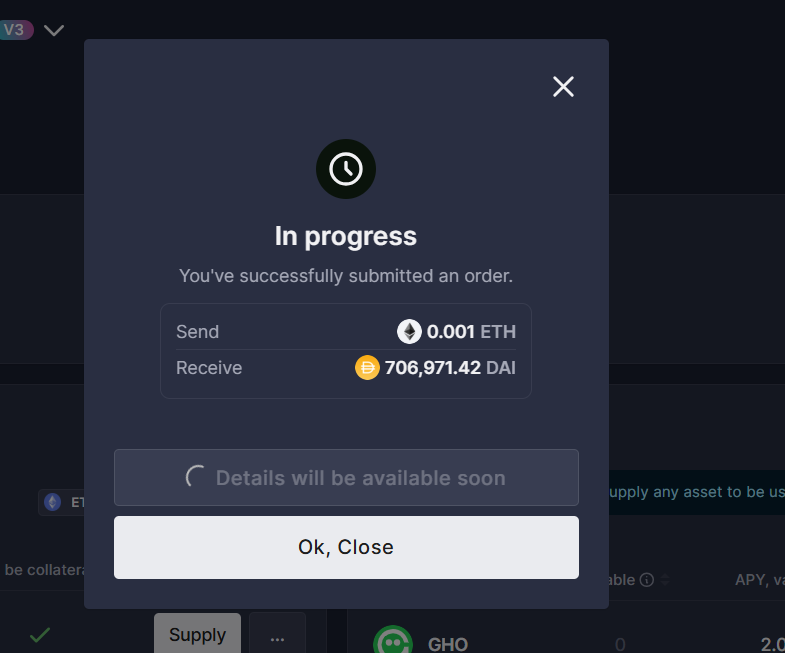 V3
In progress
You've successfully submitted an order.
Send 0.001 ETH
Receive 706,971.42 DAI
Details will be available soon
Ok, Close
be collatera
upply any asset to be us
able
APY, va
Supply
...
GHO
0
2.0